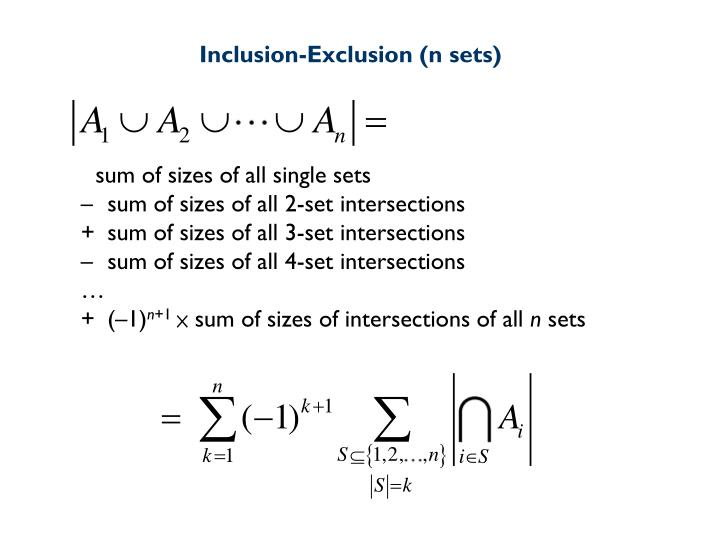 Inclusion-Exclusion (n sets)
|A₁ ∪ A₂ ∪ ⋯ ∪ Aₙ| =
sum of sizes of all single sets
– sum of sizes of all 2-set intersections
+ sum of sizes of all 3-set intersections
– sum of sizes of all 4-set intersections
…
+ (–1)ⁿ⁺¹ × sum of sizes of intersections of all n sets
= ∑_{k=1}^{n} (−1)^{k+1} ∑_{S⊆{1,2,…,n}, |S|=k} |⋂_{i∈S} A_i|